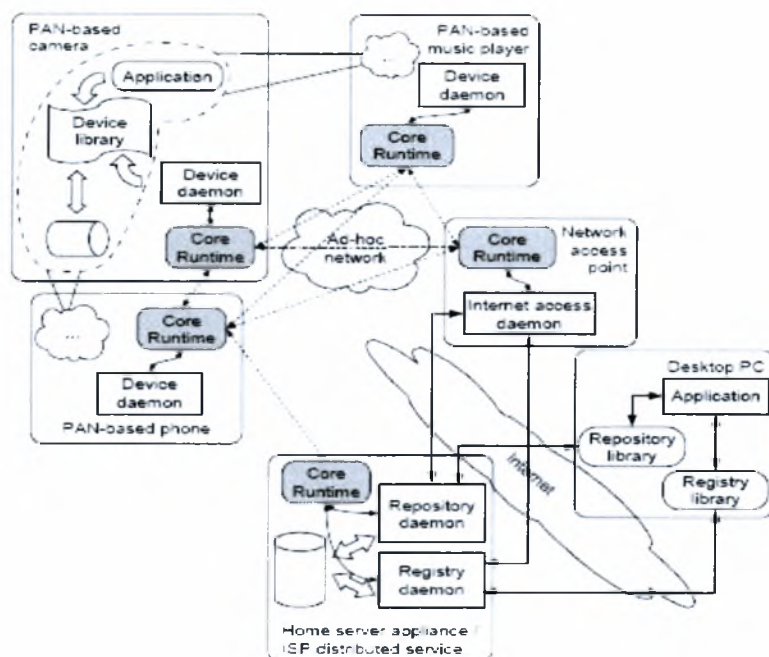 PAN-based
camera
Application
Device
library
Device
daemon
Core
Runtime
PAN-based
music player
...
Device
daemon
Core
Runtime
Ad-hoc
network
Network
access
point
Core
Runtime
Internet access
daemon
...
Core
Runtime
Device
daemon
PAN-based phone
Desktop PC
Application
Repository
library
Registry
library
Internet
Core
Runtime
Repository
daemon
Registry
daemon
Home server appliance /
ISP distributed service